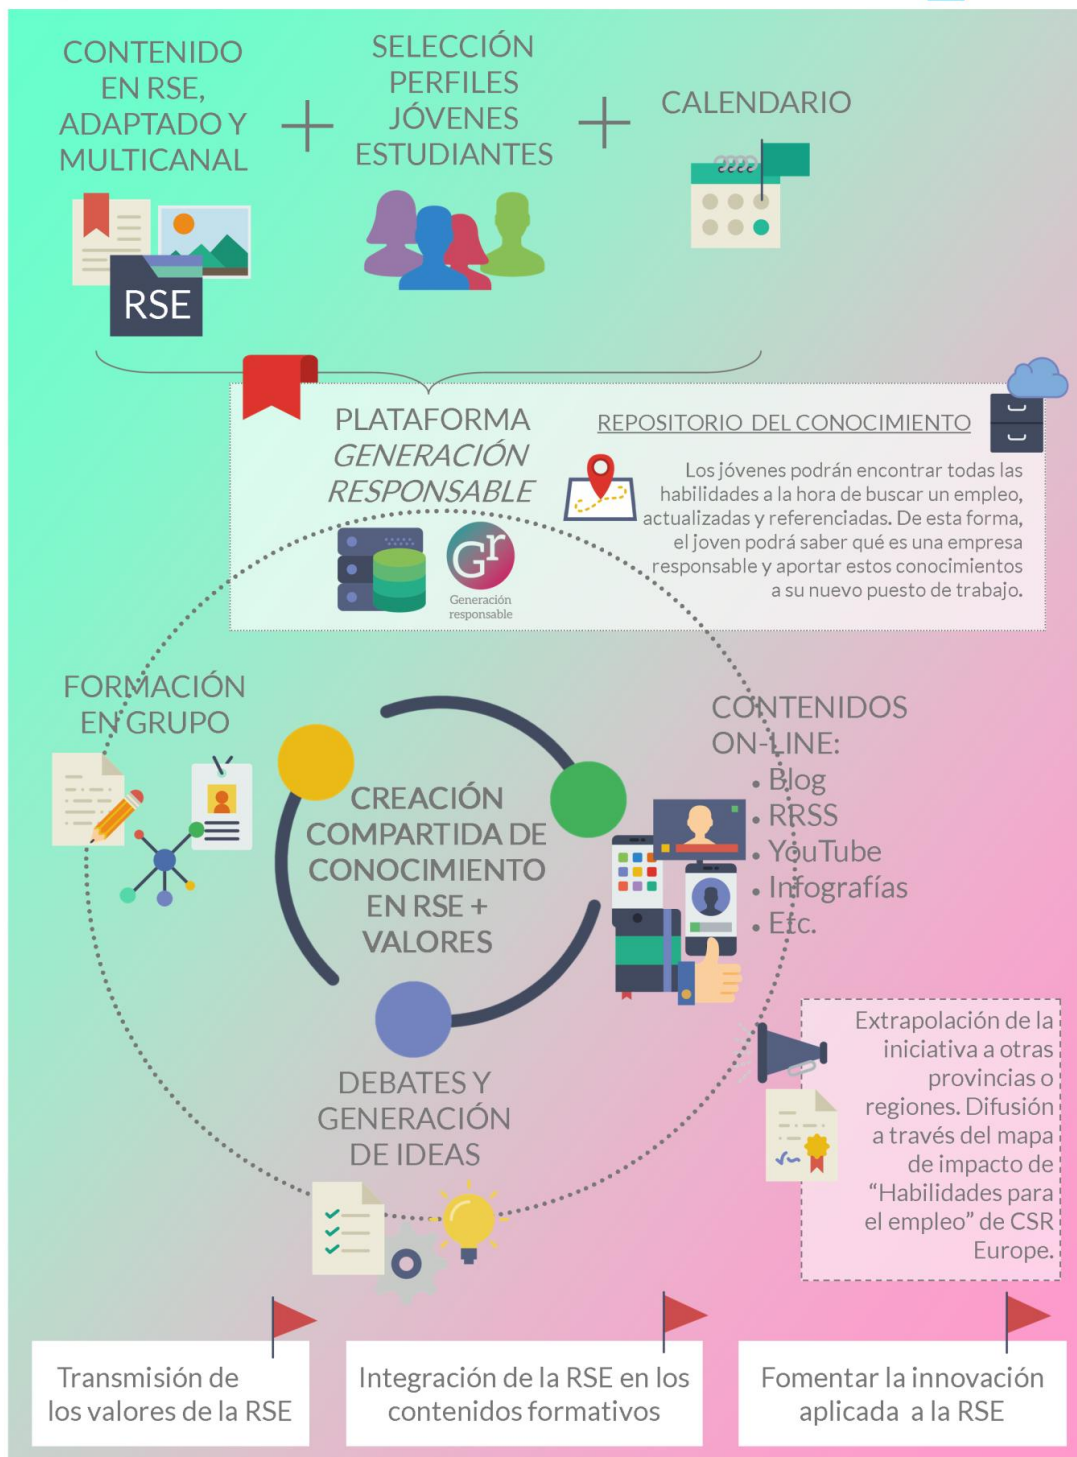 CONTENIDO
EN RSE,
ADAPTADO Y
MULTICANAL
SELECCIÓN
PERFILES
JÓVENES
ESTUDIANTES
CALENDARIO
RSE
PLATAFORMA
GENERACIÓN
RESPONSABLE
Gr
Generación
responsable
REPOSITORIO DEL CONOCIMIENTO
Los jóvenes podrán encontrar todas las
habilidades a la hora de buscar un empleo,
actualizadas y referenciadas. De esta forma,
el joven podrá saber qué es una empresa
responsable y aportar estos conocimientos
a su nuevo puesto de trabajo.
FORMACIÓN
EN GRUPO
CREACIÓN
COMPARTIDA DE
CONOCIMIENTO
EN RSE +
VALORES
CONTENIDOS
ON-LINE:
• Blog
• RRSS
• YouTube
• Infografías
• Etc.
DEBATES Y
GENERACIÓN
DE IDEAS
Extrapolación de la
iniciativa a otras
provincias o
regiones. Difusión
a través del mapa
de impacto de
“Habilidades para
el empleo” de CSR
Europe.
Transmisión de
los valores de la RSE
Integración de la RSE en los
contenidos formativos
Fomentar la innovación
aplicada a la RSE